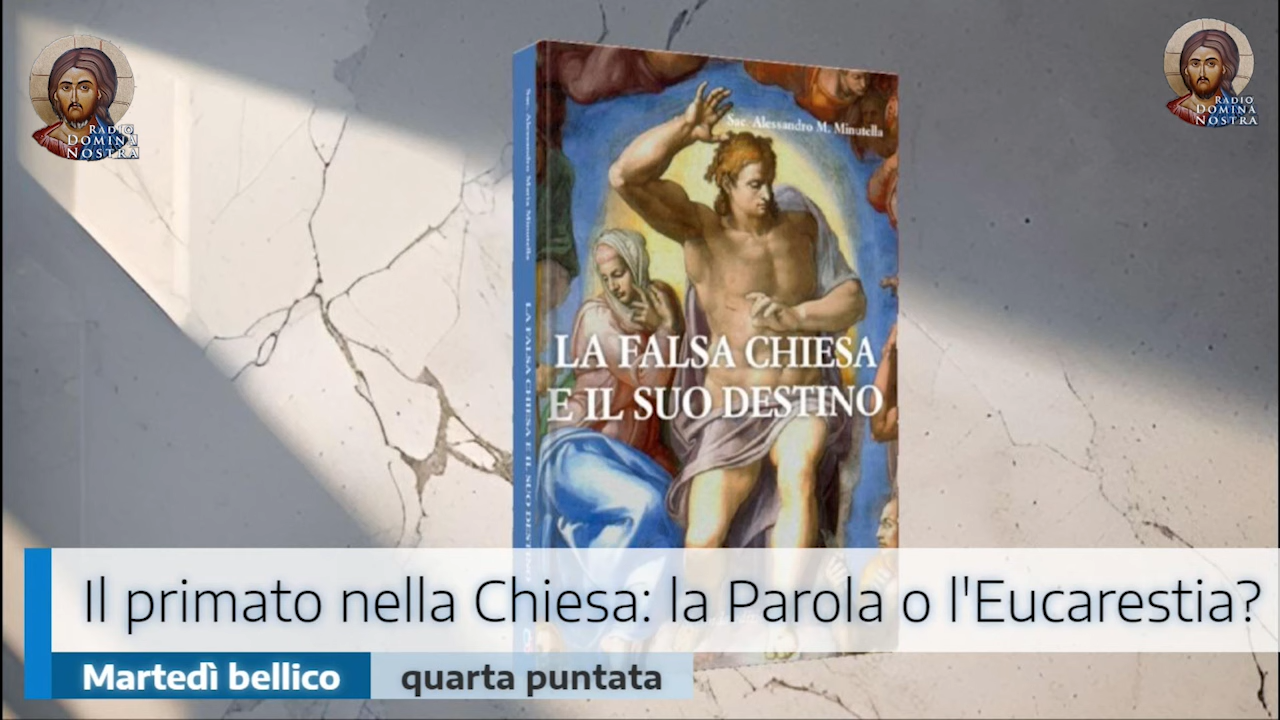 RADIO
DOMINA
NOSTRA
RADIO
DOMINA
NOSTRA
Sac. Alessandro M. Minutella
Sac. Alessandro Maria Minutella
LA FALSA CHIESA E IL SUO DESTINO
LA FALSA CHIESA
E IL SUO DESTINO
Il primato nella Chiesa: la Parola o l'Eucarestia?
Martedì bellico
quarta puntata